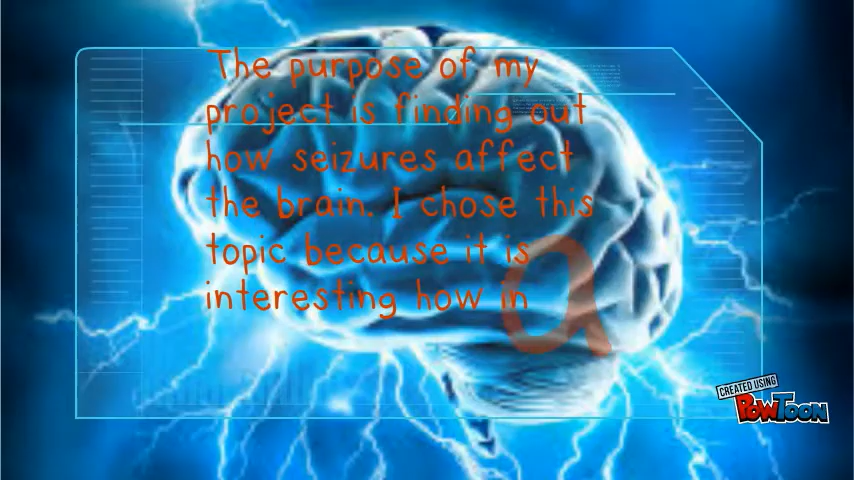 The purpose of my
project is finding out
how seizures affect
the brain. I chose this
topic because it is
interesting how in
a
CREATED USING
POWTOON